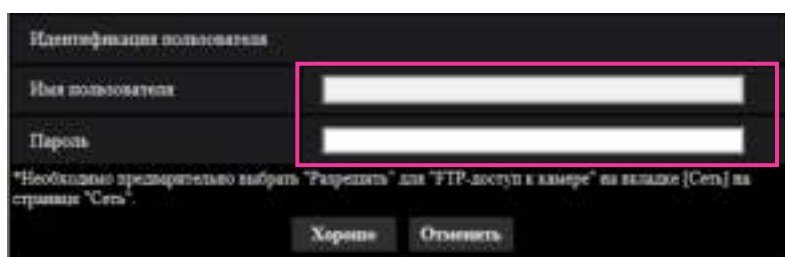 Идентификация пользователя
Имя пользователя
Пароль
*Необходимо предварительно выбрать "Разрешить" для "FTP-доступ к камере" на вкладке [Сеть] на
странице "Сеть".
Хорошо Отменить